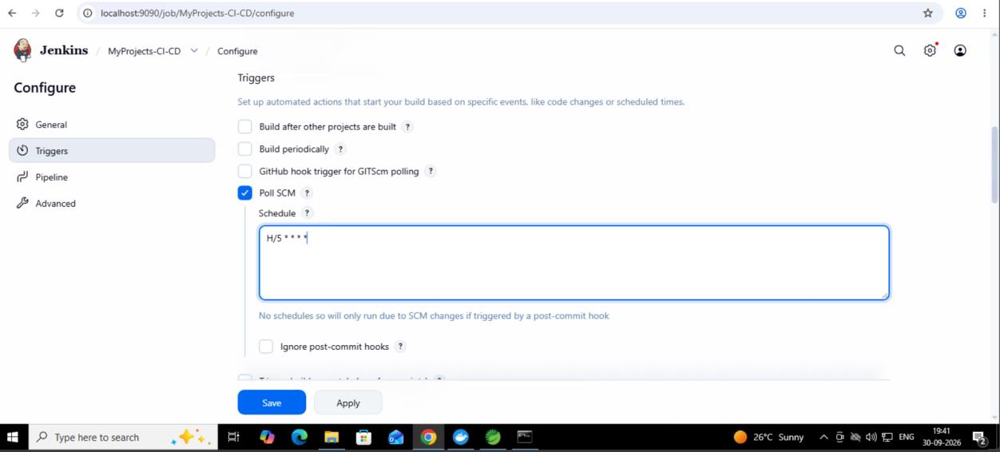 localhost:9090/job/MyProjects-CI-CD/configure
Jenkins / MyProjects-CI-CD / Configure
Configure
General
Triggers
Pipeline
Advanced
Triggers
Set up automated actions that start your build based on specific events, like code changes or scheduled times.
Build after other projects are built ?
Build periodically ?
GitHub hook trigger for GITScm polling ?
Poll SCM ?
Schedule ?
H/5 * * * *
No schedules so will only run due to SCM changes if triggered by a post-commit hook
Ignore post-commit hooks ?
Save Apply
Type here to search
26°C Sunny
ENG
19:41
30-09-2026
2